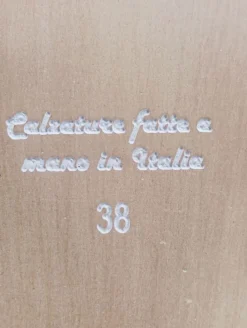 Calzature fatte a
mano in Italia
38